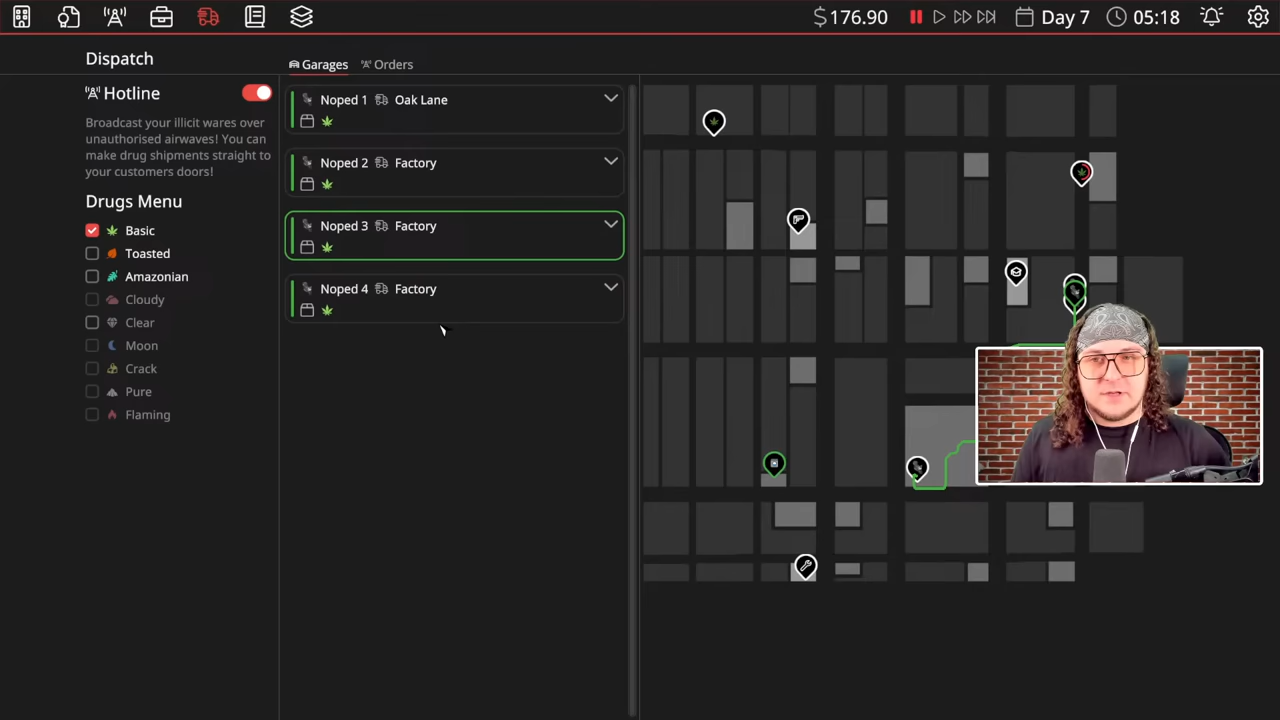 $176.90
Day 7
05:18
Dispatch
Garages
Orders
Hotline
Broadcast your illicit wares over
unauthorised airwaves! You can
make drug shipments straight to
your customers doors!
Drugs Menu
Basic
Toasted
Amazonian
Cloudy
Clear
Moon
Crack
Pure
Flaming
Noped 1 Oak Lane
Noped 2 Factory
Noped 3 Factory
Noped 4 Factory